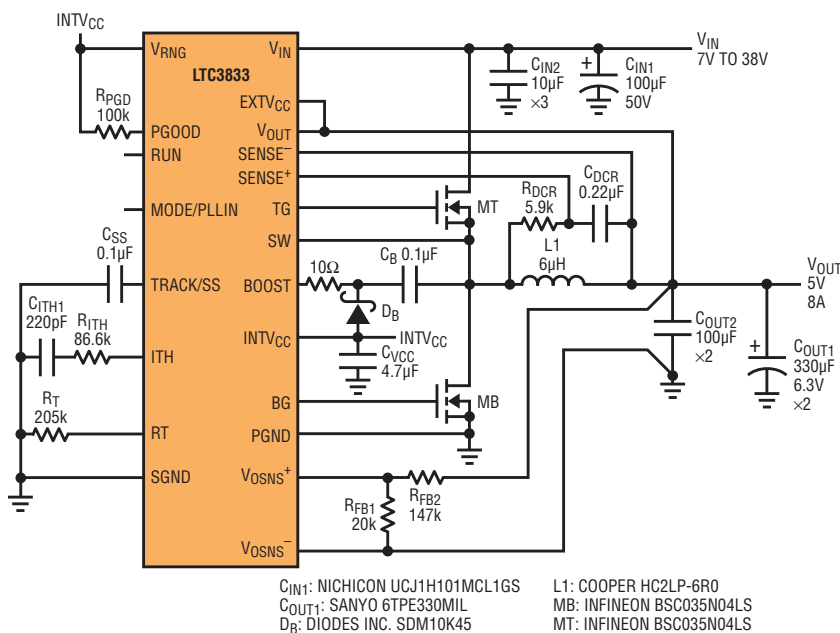 INTVCC
VRNG
LTC3833
VIN
VIN
7V TO 38V
CIN2
10µF
×3
+
CIN1
100µF
50V
RPGD
100k
PGOOD
EXTVCC
VOUT
RUN
SENSE–
SENSE+
RDCR
5.9k
CDCR
0.22µF
MODE/PLLIN
TG
MT
SW
L1
6µH
CSS
0.1µF
TRACK/SS
BOOST
10Ω
CB 0.1µF
VOUT
5V
8A
DB
CITH1
220pF
RITH
86.6k
ITH
INTVCC
INTVCC
CVCC
4.7µF
COUT2
100µF
×2
+
COUT1
330µF
6.3V
×2
RT
205k
RT
BG
MB
PGND
SGND
VOSNS+
RFB1
20k
RFB2
147k
VOSNS–
CIN1: NICHICON UCJ1H101MCL1GS
COUT1: SANYO 6TPE330MIL
DB: DIODES INC. SDM10K45
L1: COOPER HC2LP-6R0
MB: INFINEON BSC035N04LS
MT: INFINEON BSC035N04LS